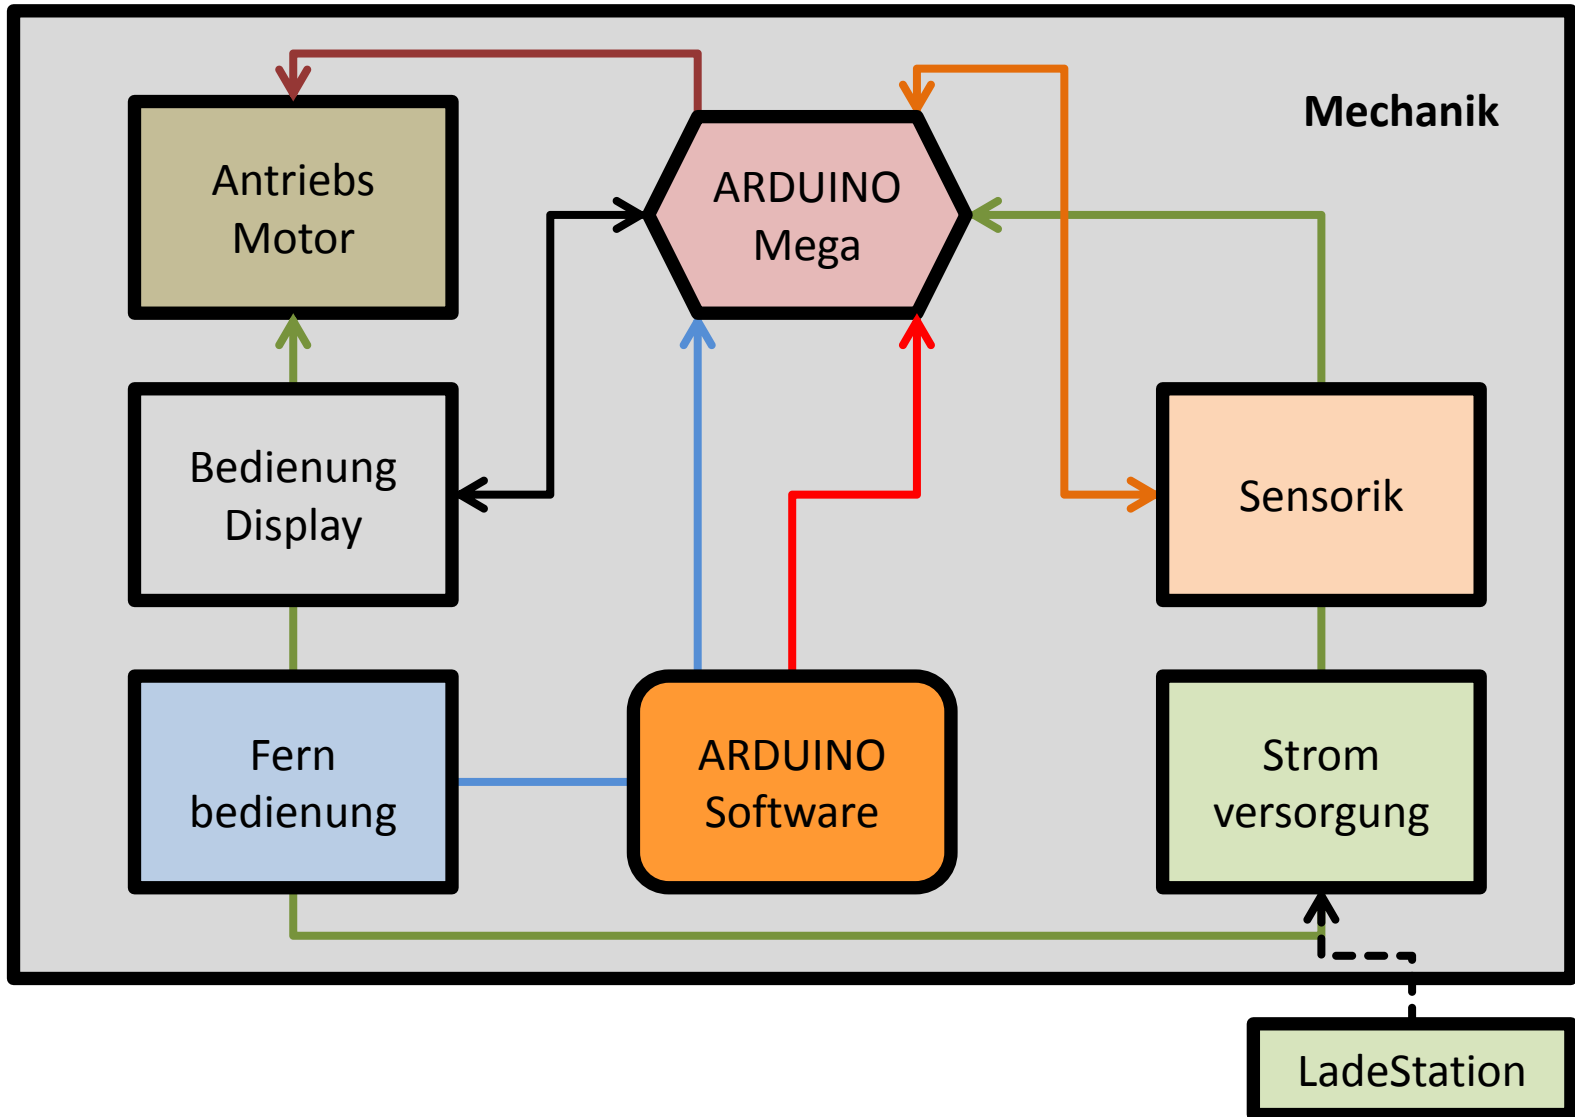 Mechanik
Antriebs
Motor
ARDUINO
Mega
Bedienung
Display
Sensorik
Fern
bedienung
ARDUINO
Software
Strom
versorgung
LadeStation